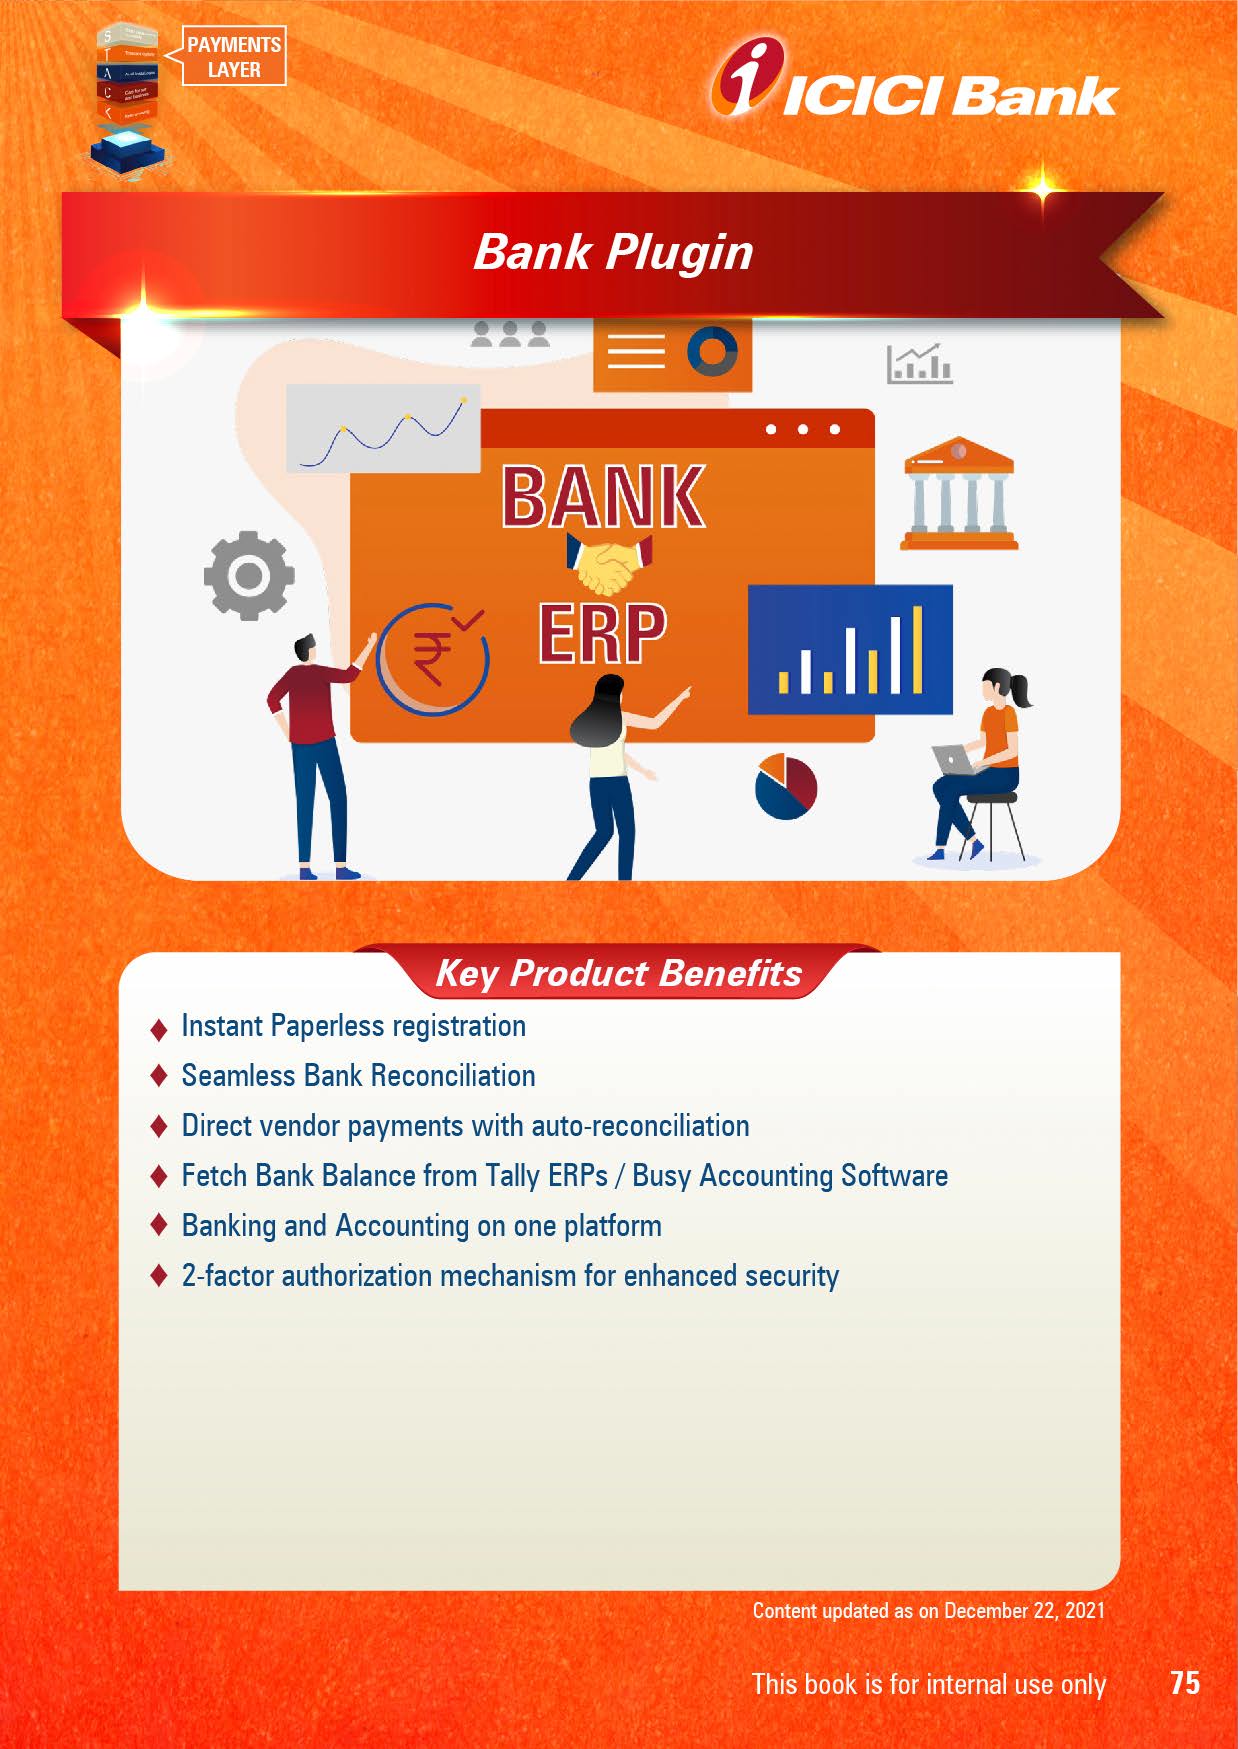 PAYMENTS
LAYER
S
T
A
C
K
ICICI Bank
Bank Plugin
BANK
₹
ERP
Key Product Benefits
Instant Paperless registration
Seamless Bank Reconciliation
Direct vendor payments with auto-reconciliation
Fetch Bank Balance from Tally ERPs / Busy Accounting Software
Banking and Accounting on one platform
2-factor authorization mechanism for enhanced security
Content updated as on December 22, 2021
This book is for internal use only 75